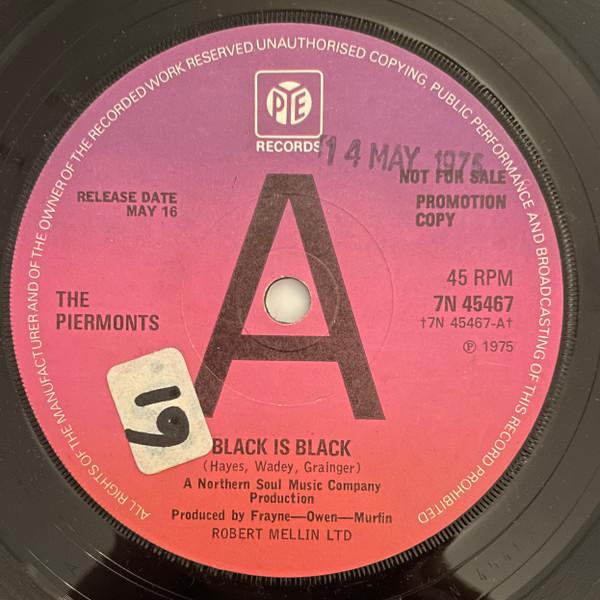 ALL RIGHTS OF THE MANUFACTURER AND OF THE OWNER OF THE RECORDED WORK RESERVED. UNAUTHORISED COPYING, PUBLIC PERFORMANCE AND BROADCASTING OF THIS RECORD PROHIBITED
PYE
RECORDS
14 MAY 1975
NOT FOR SALE
RELEASE DATE
MAY 16
PROMOTION
COPY
A
45 RPM
THE
PIERMONTS
7N 45467
†7N 45467-A†
℗ 1975
61
BLACK IS BLACK
(Hayes, Wadey, Grainger)
A Northern Soul Music Company
Production
Produced by Frayne—Owen—Murfin
ROBERT MELLIN LTD